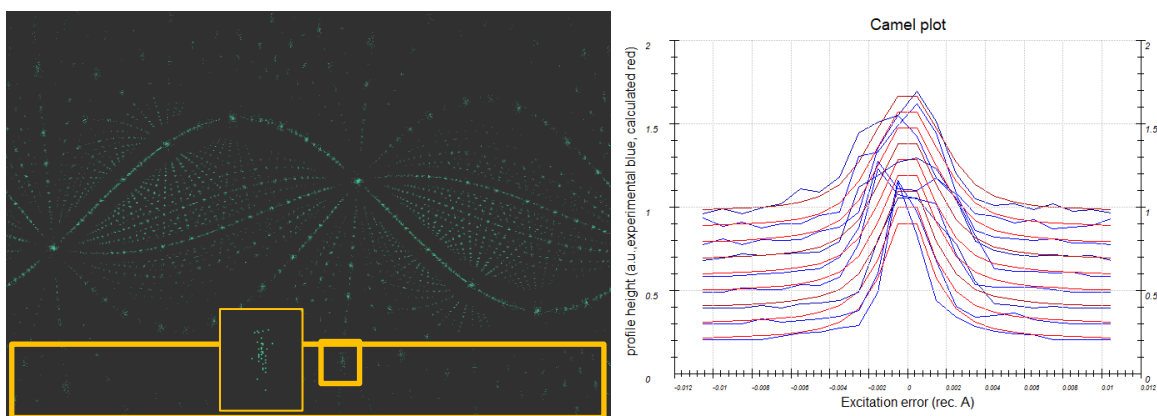 Camel plot
profile height (a.u.,experimental blue, calculated red)
2 2
1.5 1.5
1 1
0.5 0.5
0 0
-0.012 -0.01 -0.008 -0.006 -0.004 -0.002 0 0.002 0.004 0.006 0.008 0.01 0.012
Excitation error (rec. A)